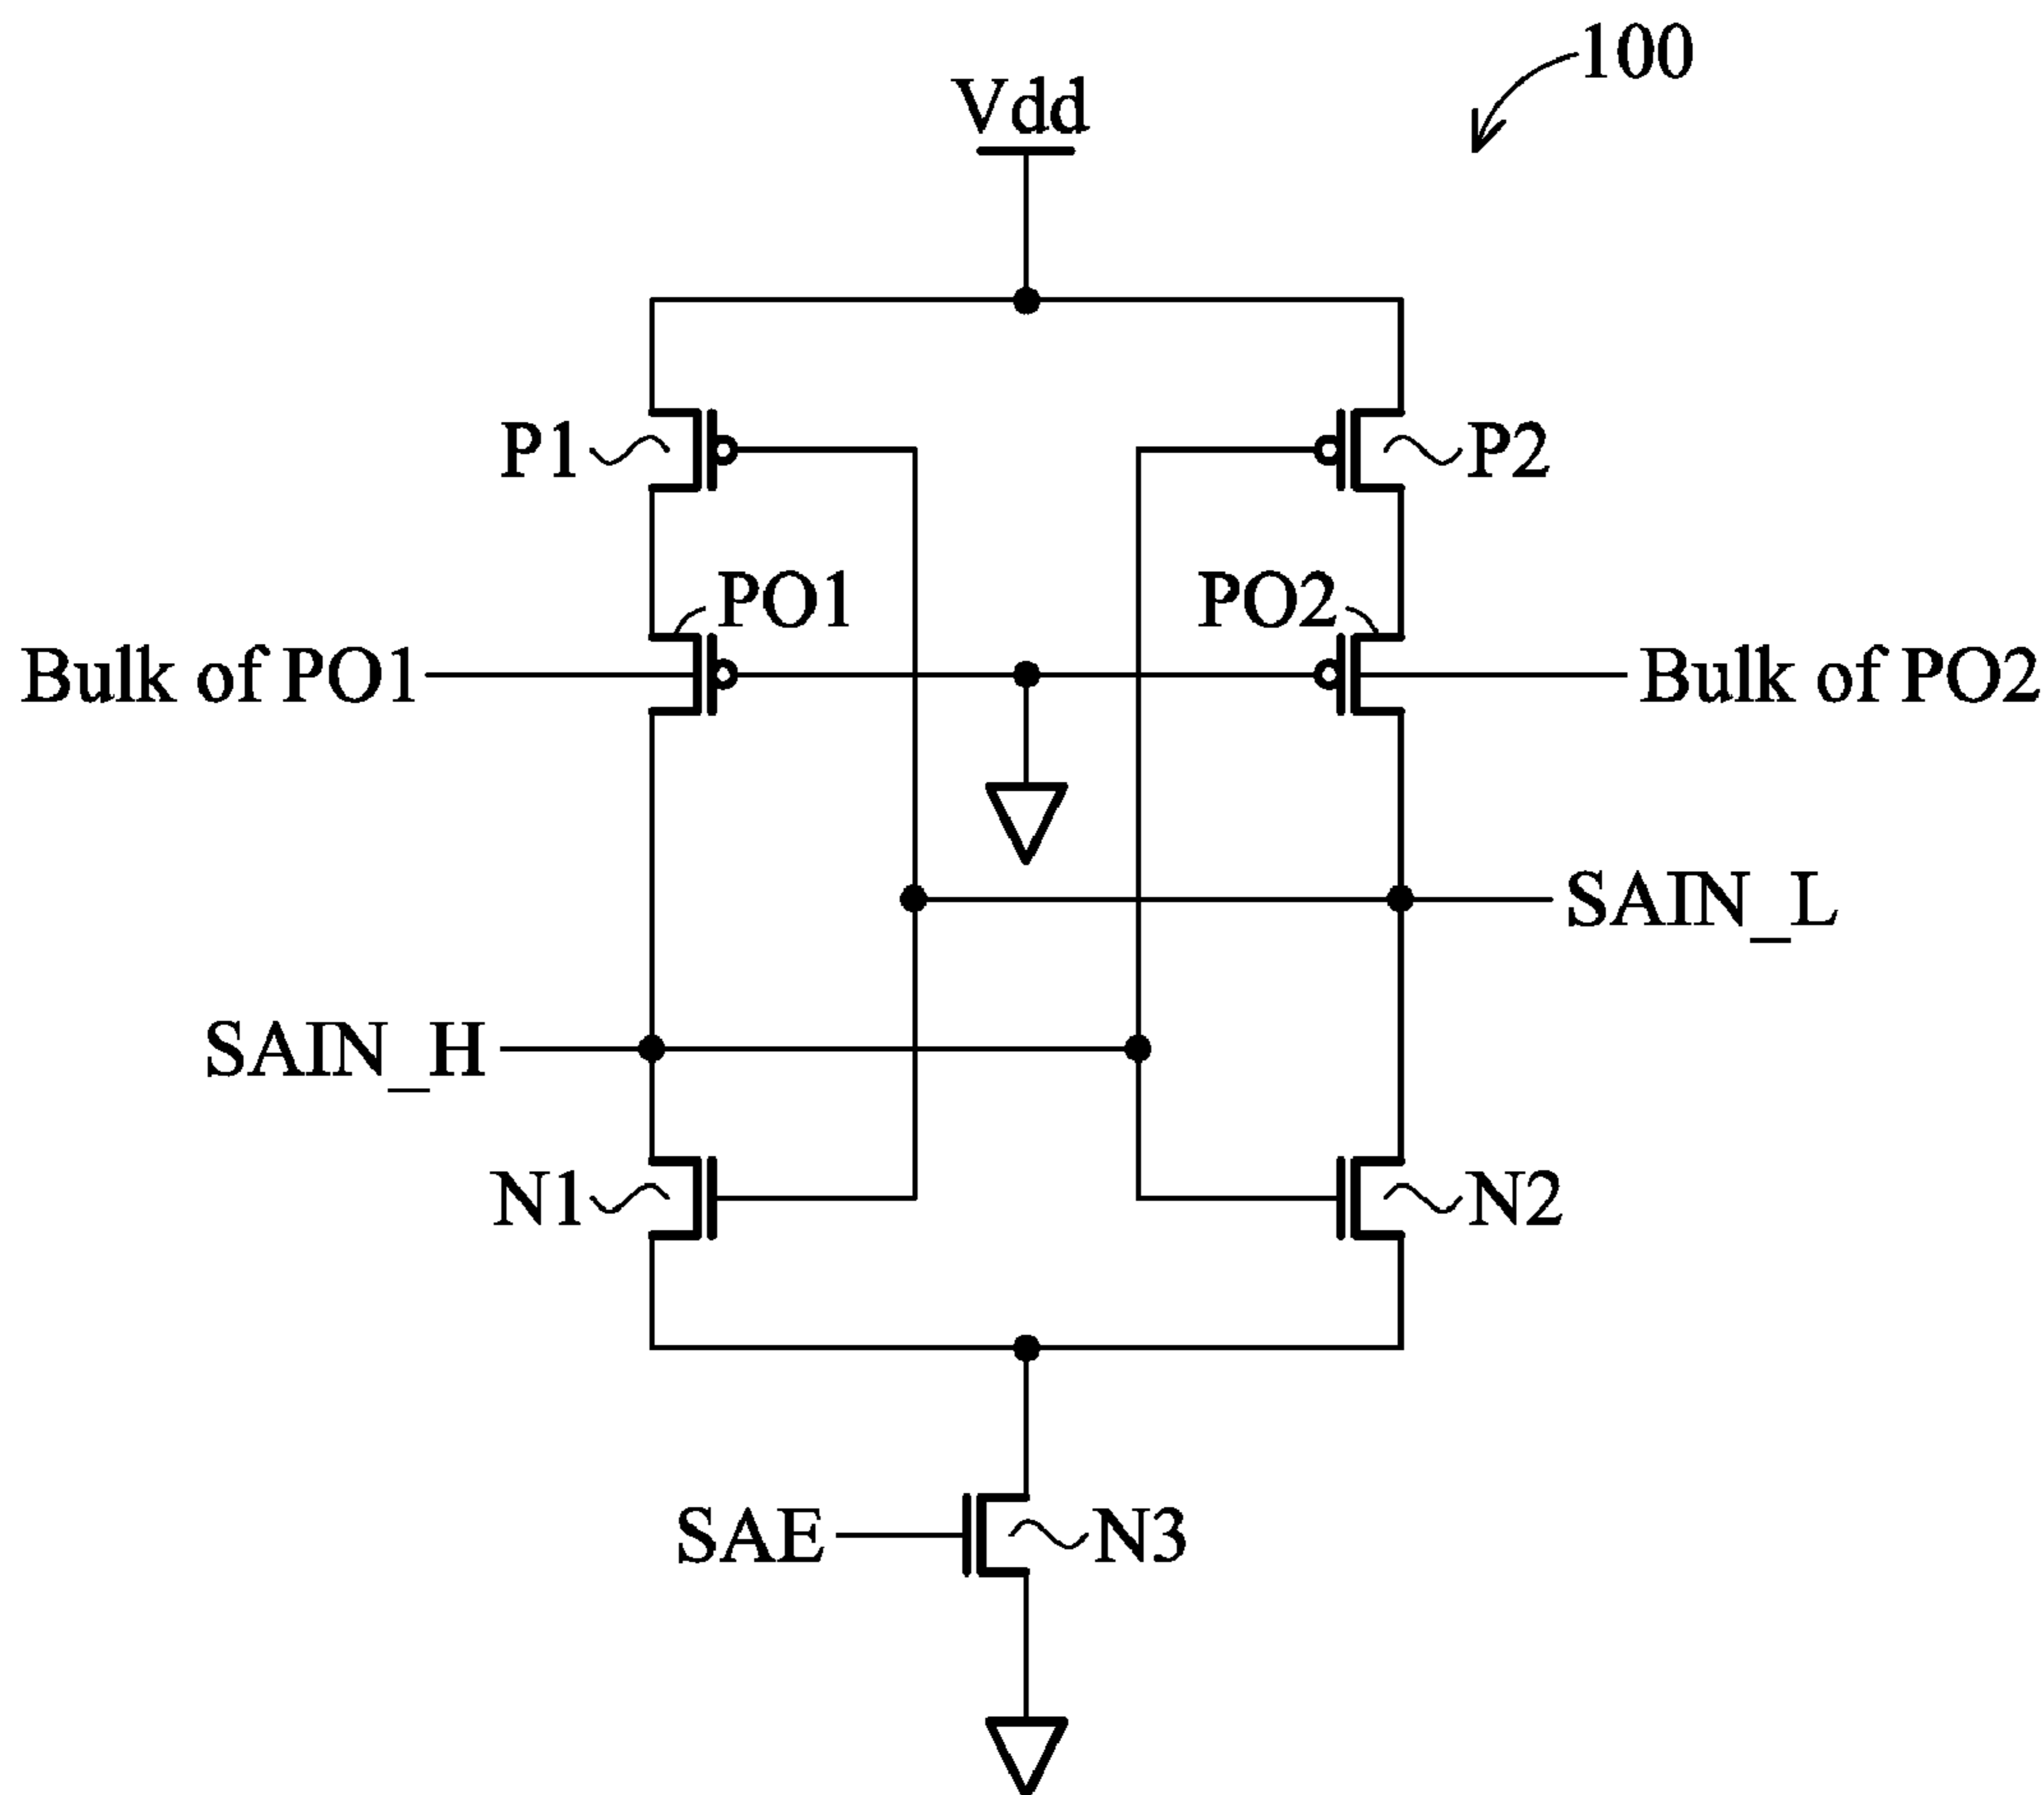 100
Vdd
P1
P2
PO1
PO2
Bulk of PO1
Bulk of PO2
SAIN_L
SAIN_H
N1
N2
SAE
N3